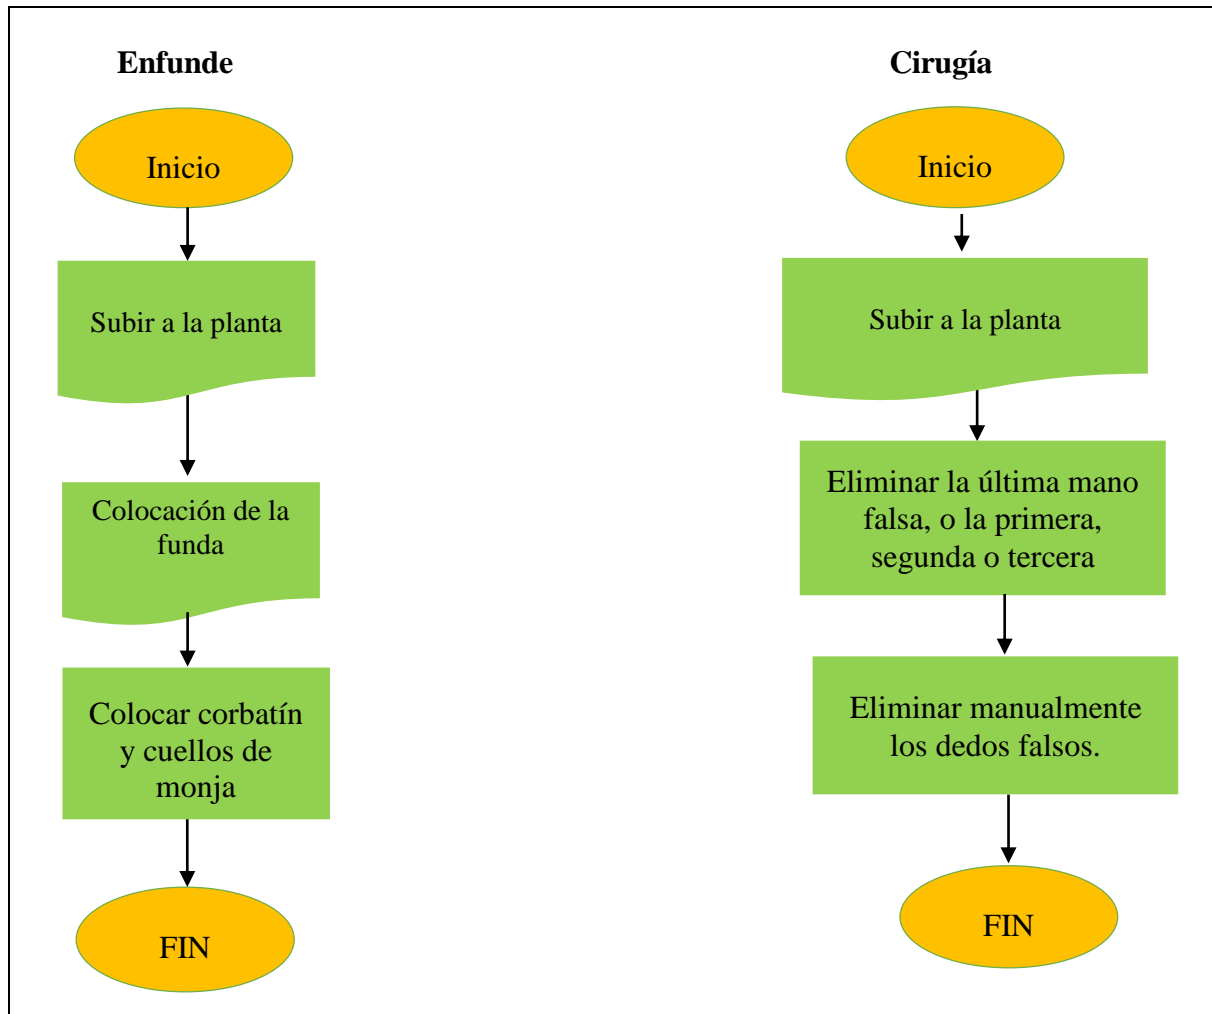 Enfunde
Inicio
Subir a la planta
Colocación de la
funda
Colocar corbatín
y cuellos de
monja
FIN
Cirugía
Inicio
Subir a la planta
Eliminar la última mano
falsa, o la primera,
segunda o tercera
Eliminar manualmente
los dedos falsos.
FIN